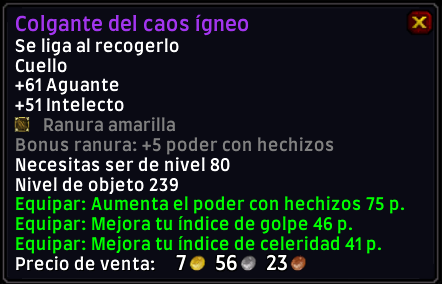 Colgante del caos ígneo
Se liga al recogerlo
Cuello
+61 Aguante
+51 Intelecto
Ranura amarilla
Bonus ranura: +5 poder con hechizos
Necesitas ser de nivel 80
Nivel de objeto 239
Equipar: Aumenta el poder con hechizos 75 p.
Equipar: Mejora tu índice de golpe 46 p.
Equipar: Mejora tu índice de celeridad 41 p.
Precio de venta: 7 56 23